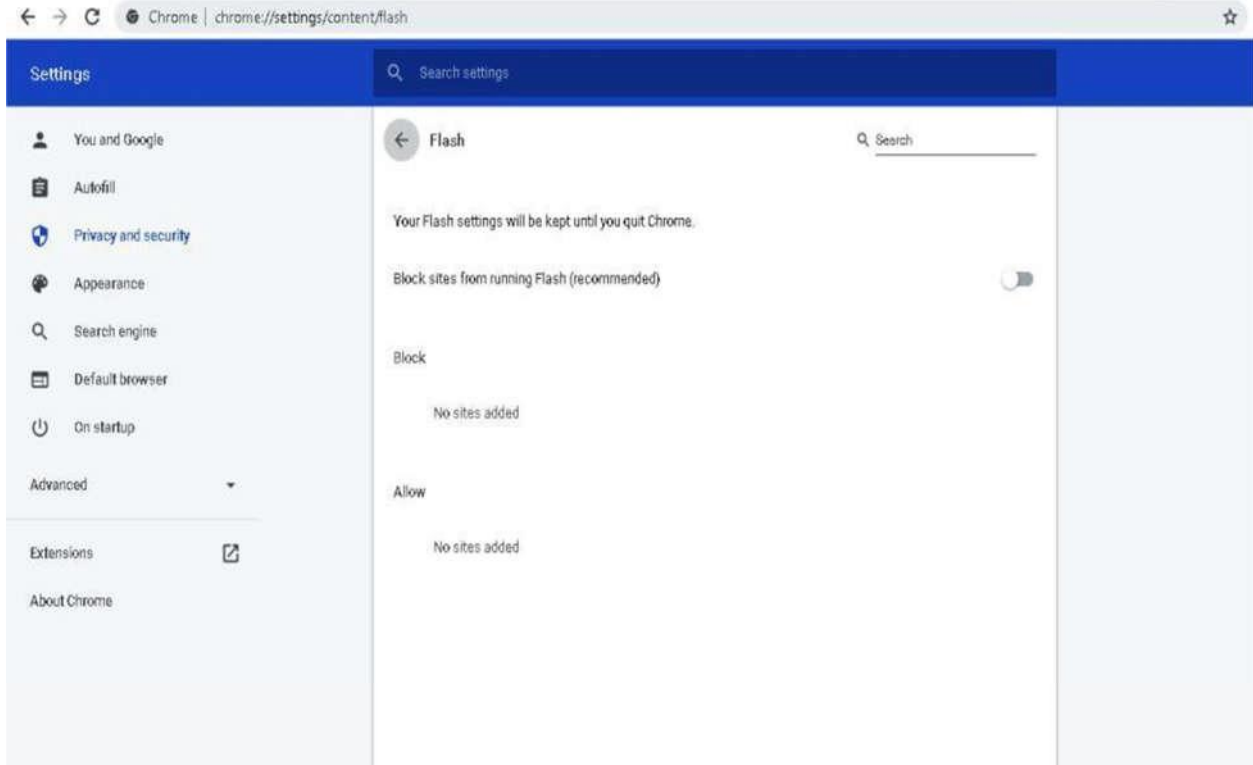 Chrome | chrome://settings/content/flash
Settings
Search settings
You and Google
Autofill
Privacy and security
Appearance
Search engine
Default browser
On startup
Advanced
Extensions
About Chrome
Flash
Search
Your Flash settings will be kept until you quit Chrome.
Block sites from running Flash (recommended)
Block
No sites added
Allow
No sites added